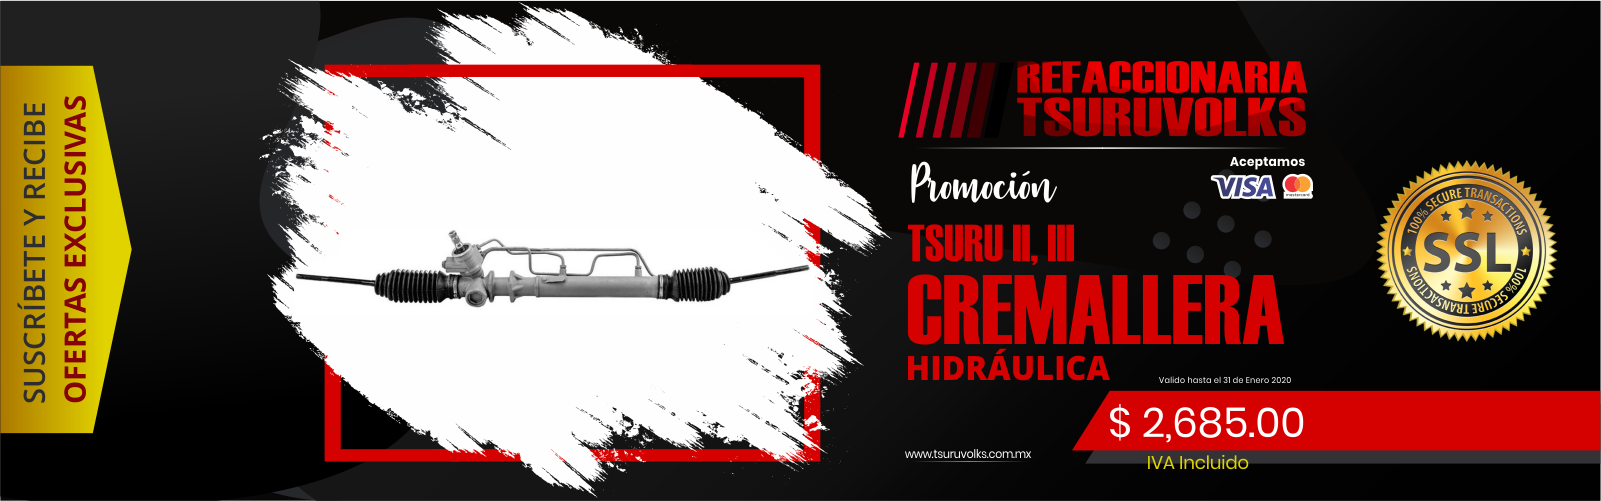 SUSCRÍBETE Y RECIBE
OFERTAS EXCLUSIVAS
REFACCIONARIA
TSURUVOLKS
Aceptamos
VISA
mastercard
Promoción
TSURU II, III
CREMALLERA
HIDRÁULICA
Valido hasta el 31 de Enero 2020
$ 2,685.00
IVA Incluido
www.tsuruvolks.com.mx
100% SECURE TRANSACTIONS
SSL
100% SECURE TRANSACTIONS